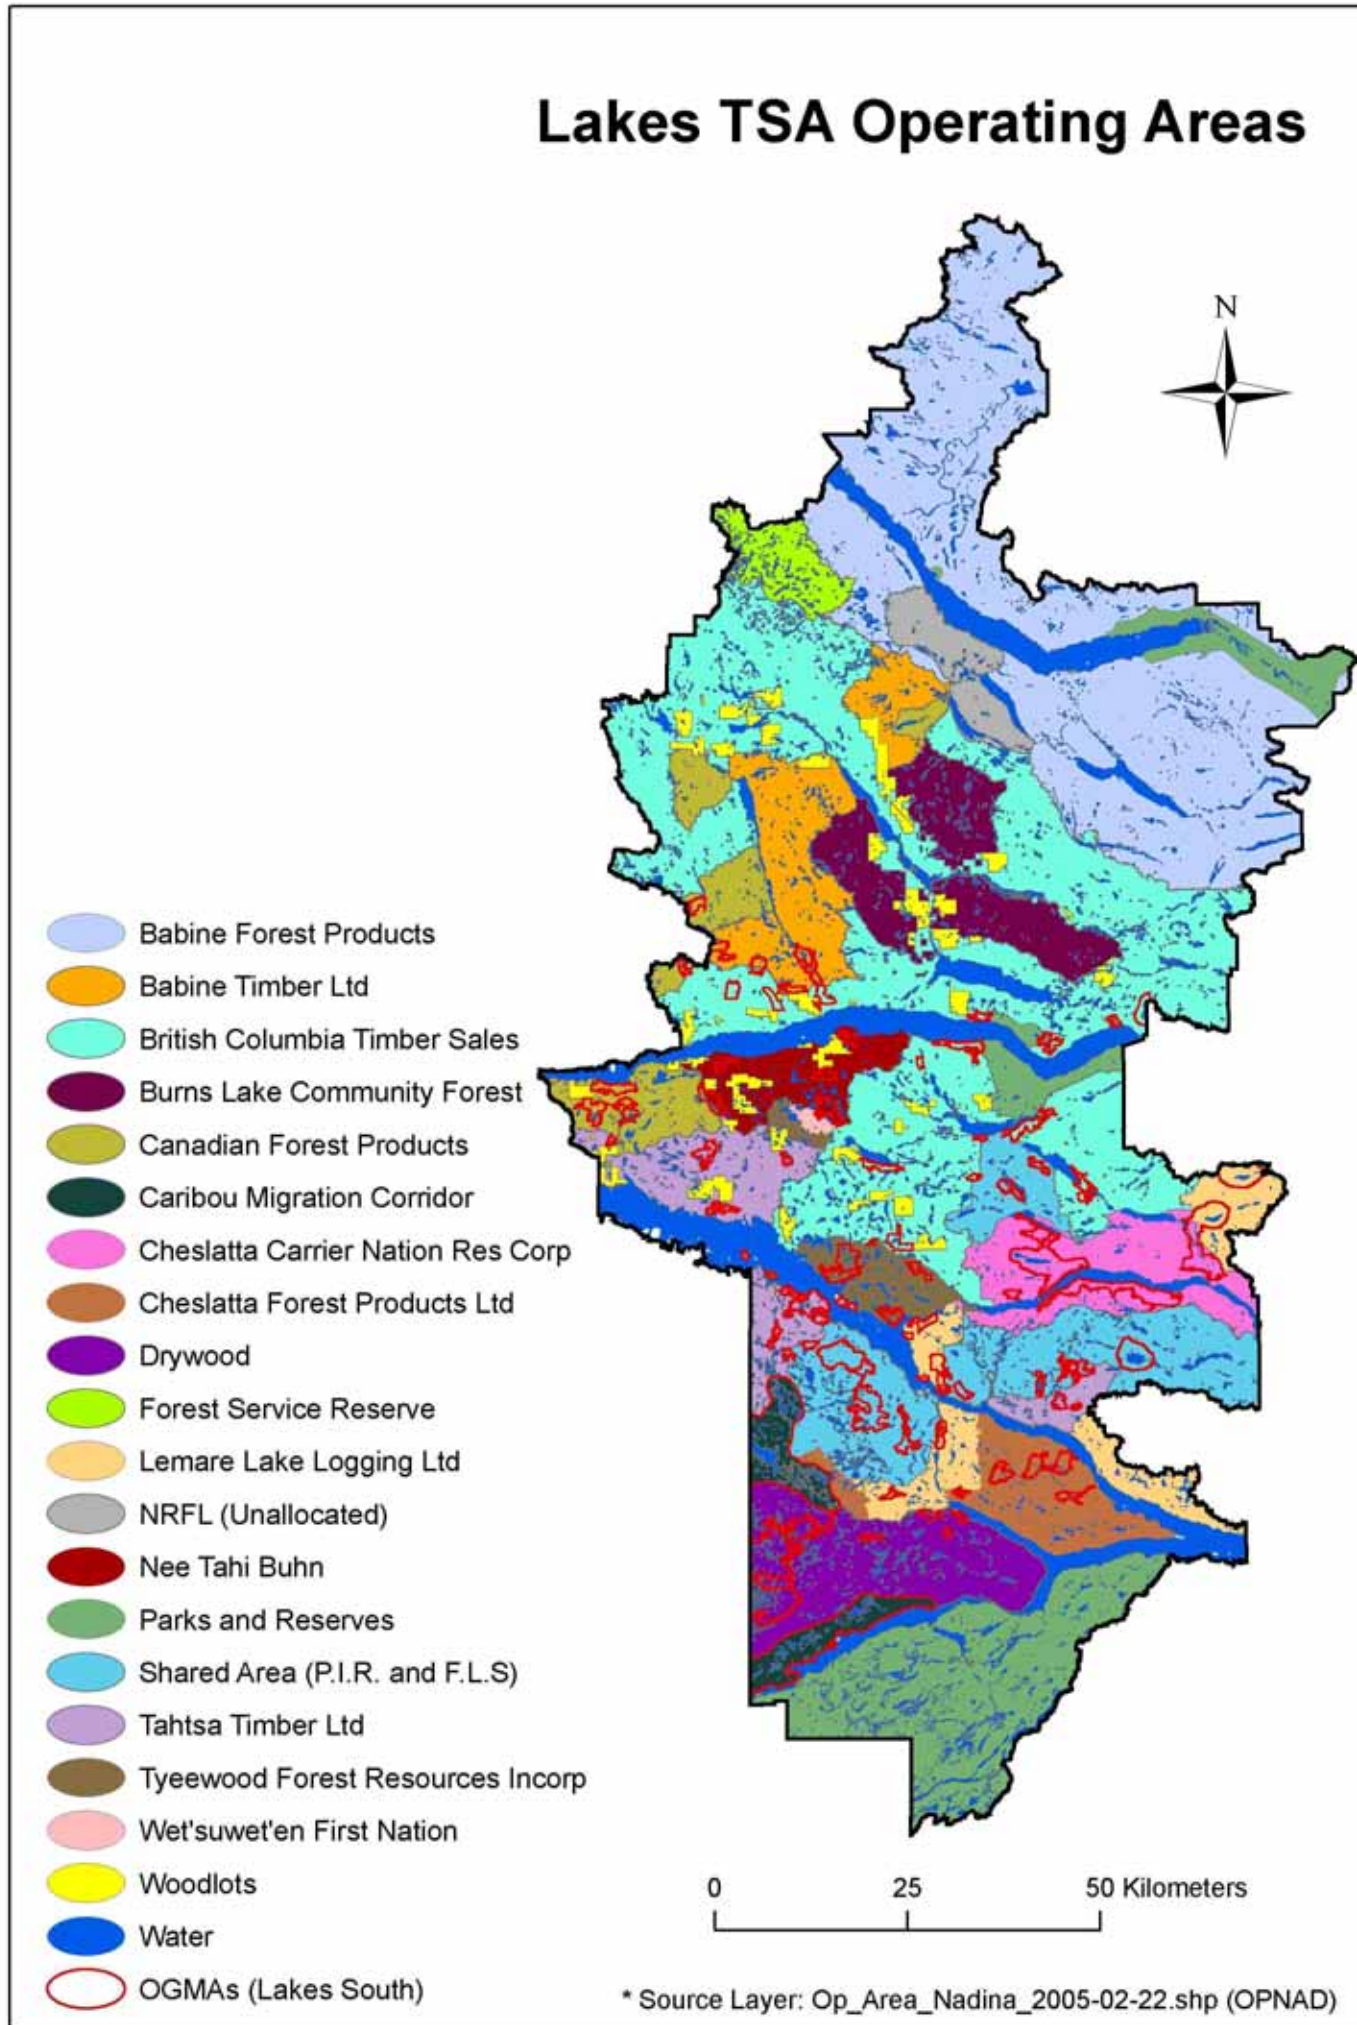 Lakes TSA Operating Areas
N
Babine Forest Products
Babine Timber Ltd
British Columbia Timber Sales
Burns Lake Community Forest
Canadian Forest Products
Caribou Migration Corridor
Cheslatta Carrier Nation Res Corp
Cheslatta Forest Products Ltd
Drywood
Forest Service Reserve
Lemare Lake Logging Ltd
NRFL (Unallocated)
Nee Tahi Buhn
Parks and Reserves
Shared Area (P.I.R. and F.L.S)
Tahtsa Timber Ltd
Tyeewood Forest Resources Incorp
Wet'suwet'en First Nation
Woodlots
Water
OGMAs (Lakes South)
0 25 50 Kilometers
* Source Layer: Op_Area_Nadina_2005-02-22.shp (OPNAD)